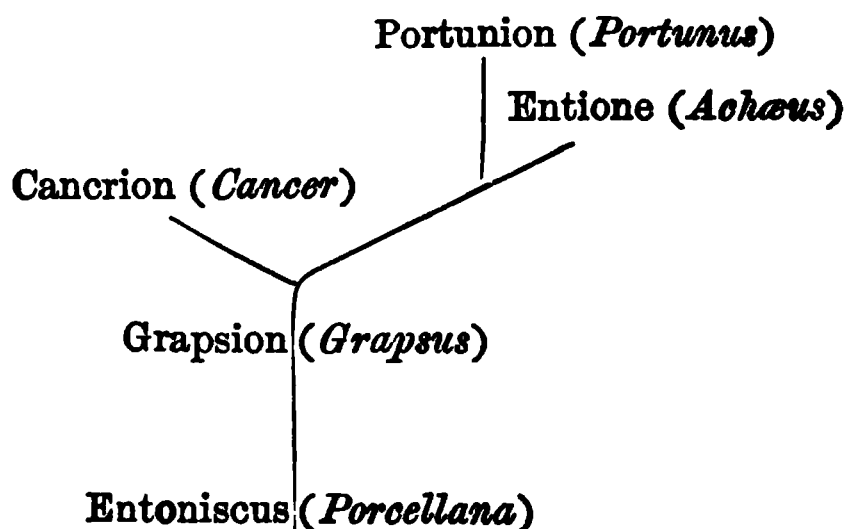 Portunion (Portunus)
Entione (Achæus)
Cancrion (Cancer)
Grapsion (Grapsus)
Entoniscus (Porcellana)